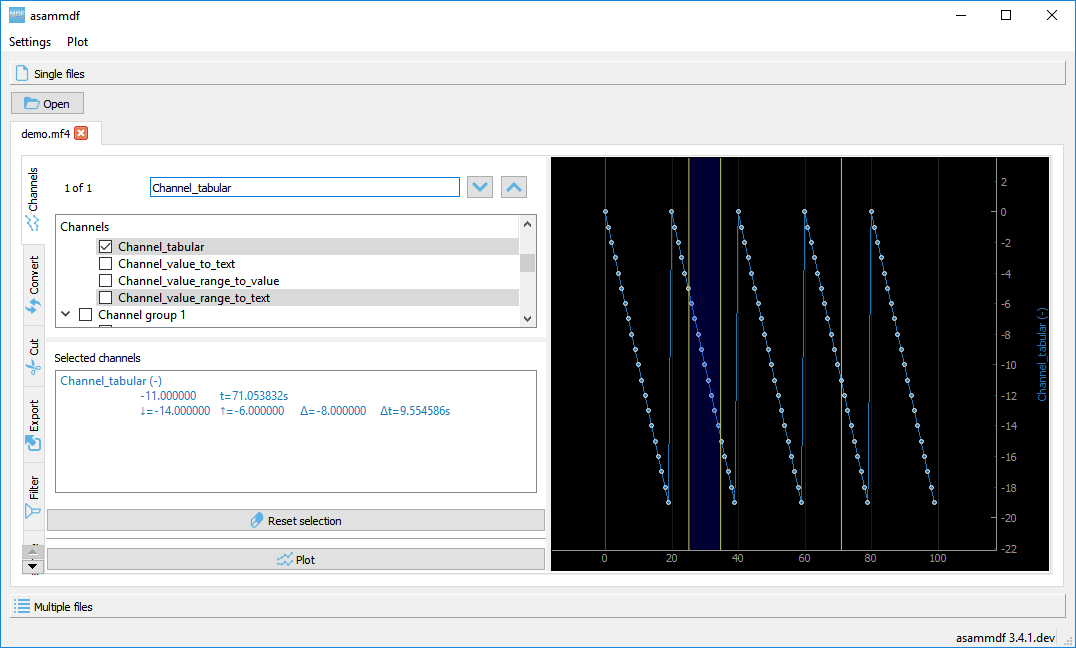 MDF asammdf
Settings Plot
Single files
Open
demo.mf4
Channels
Convert
Cut
Export
Filter
1 of 1 Channel_tabular
Channels
Channel_tabular
Channel_value_to_text
Channel_value_range_to_value
Channel_value_range_to_text
Channel group 1
Selected channels
Channel_tabular (-)
-11.000000 t=71.053832s
↓=-14.000000 ↑=-6.000000 Δ=-8.000000 Δt=9.554586s
Reset selection
Plot
2
0
-2
-4
-6
-8
-10
-12
-14
-16
-18
-20
-22
Channel_tabular (-)
0 20 40 60 80 100
Multiple files
asammdf 3.4.1.dev